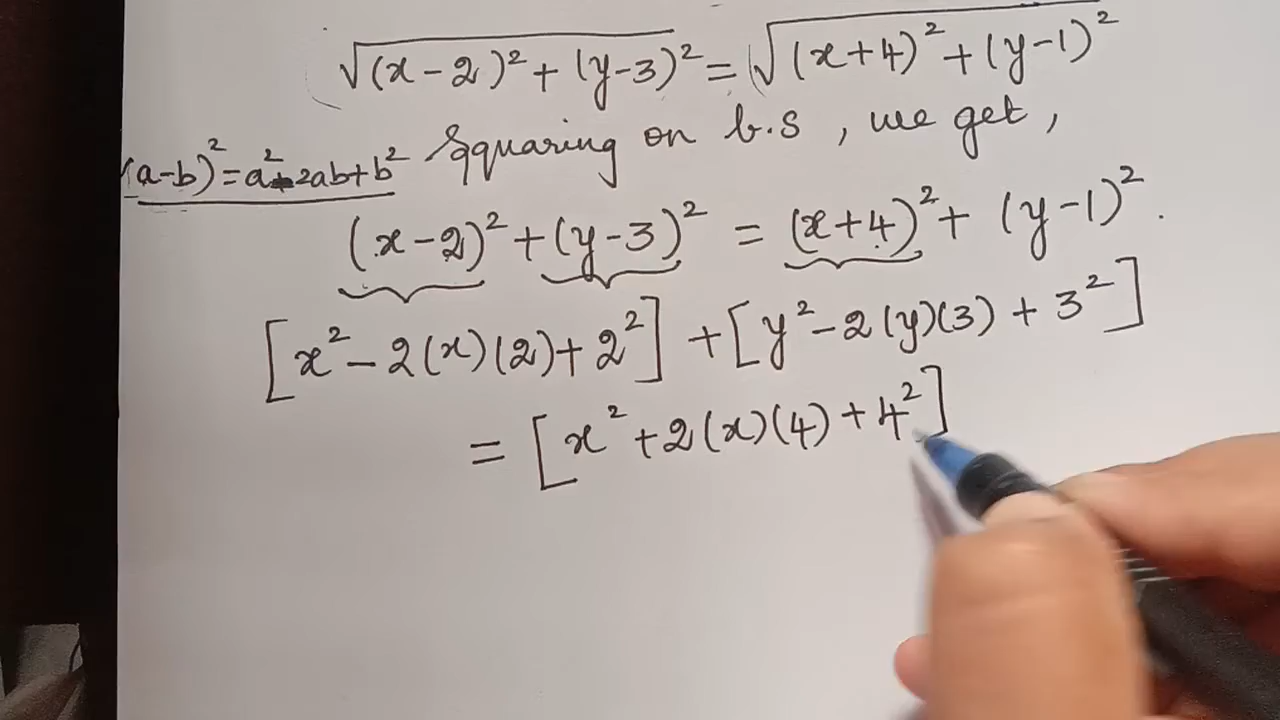 √(x-2)²+(y-3)² = √(x+4)²+(y-1)²
Squaring on b.s, we get,
(a-b)²=a²-2ab+b²
(x-2)²+(y-3)² = (x+4)²+(y-1)².
[x²-2(x)(2)+2²]+[y²-2(y)(3)+3²]
=[x²+2(x)(4)+4²]